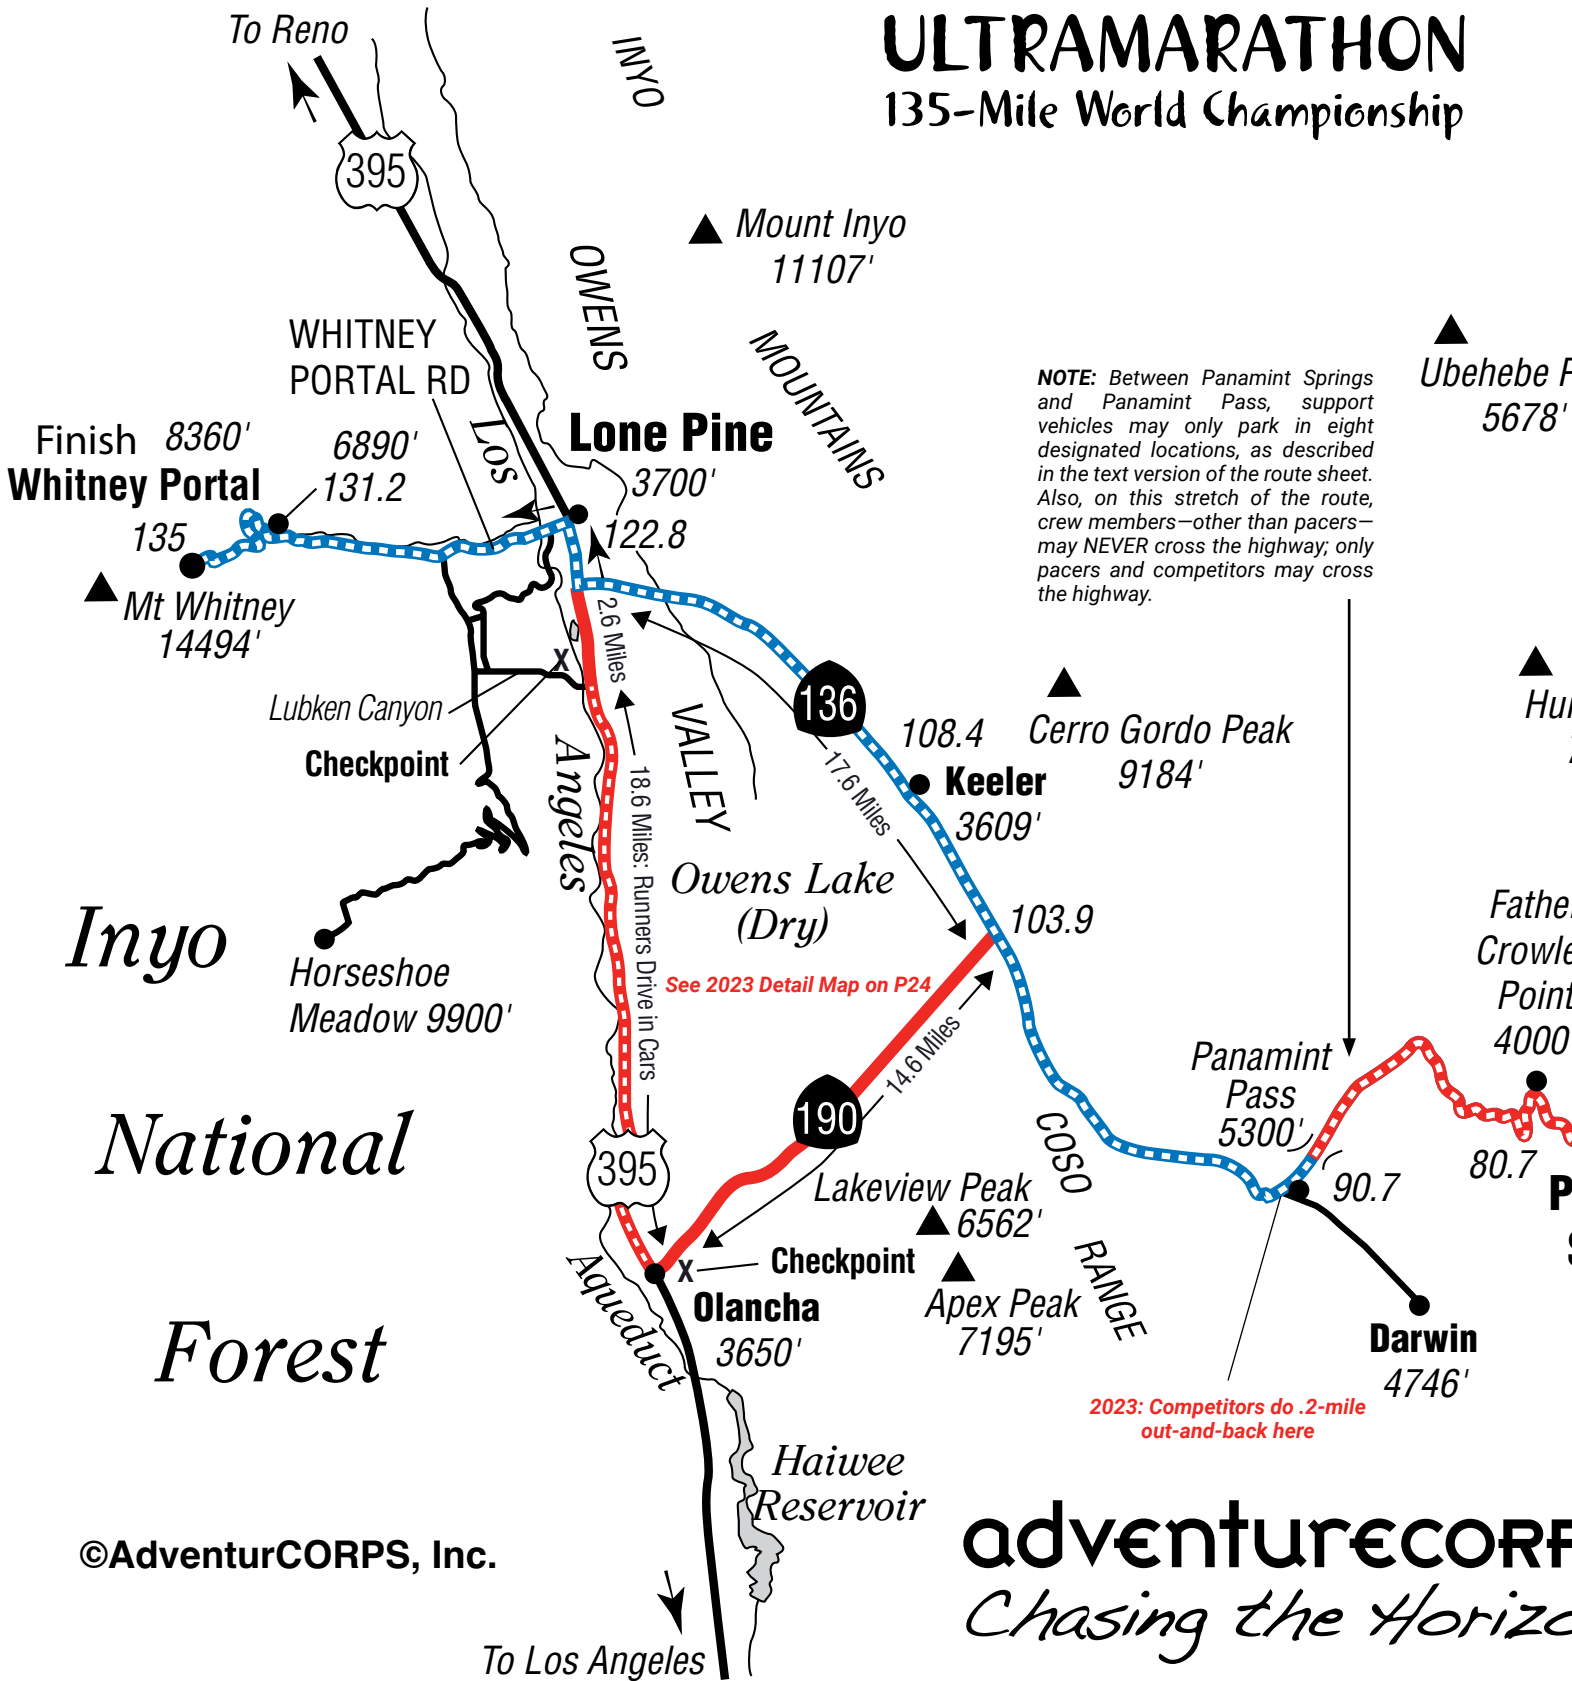 To Reno
ULTRAMARATHON
135-Mile World Championship
INYO
395
Mount Inyo
11107'
OWENS
WHITNEY
PORTAL RD
MOUNTAINS
Ubehebe
5678'
NOTE: Between Panamint Springs
and Panamint Pass, support
vehicles may only park in eight
designated locations, as described
in the text version of the route sheet.
Also, on this stretch of the route,
crew members—other than pacers—
may NEVER cross the highway; only
pacers and competitors may cross
the highway.
Finish 8360'
Whitney Portal
135
6890'
131.2
Los
Lone Pine
3700'
122.8
Mt Whitney
14494'
2.6 Miles
X
Lubken Canyon
Checkpoint
136
VALLEY
Angeles
108.4
Keeler
3609'
Cerro Gordo Peak
9184'
17.6 Miles
18.6 Miles: Runners Drive in Cars
Owens Lake
(Dry)
103.9
See 2023 Detail Map on P24
Inyo
Horseshoe
Meadow 9900'
14.6 Miles
Point
4000'
Panamint
Pass
5300'
190
National
395
COSO
RANGE
80.7
90.7
Lakeview Peak
6562'
X
Checkpoint
Olancha
3650'
Apex Peak
7195'
Aqueduct
Forest
Darwin
4746'
2023: Competitors do .2-mile
out-and-back here
Haiwee
Reservoir
©AdventurCORPS, Inc.
Chasing the
To Los Angeles